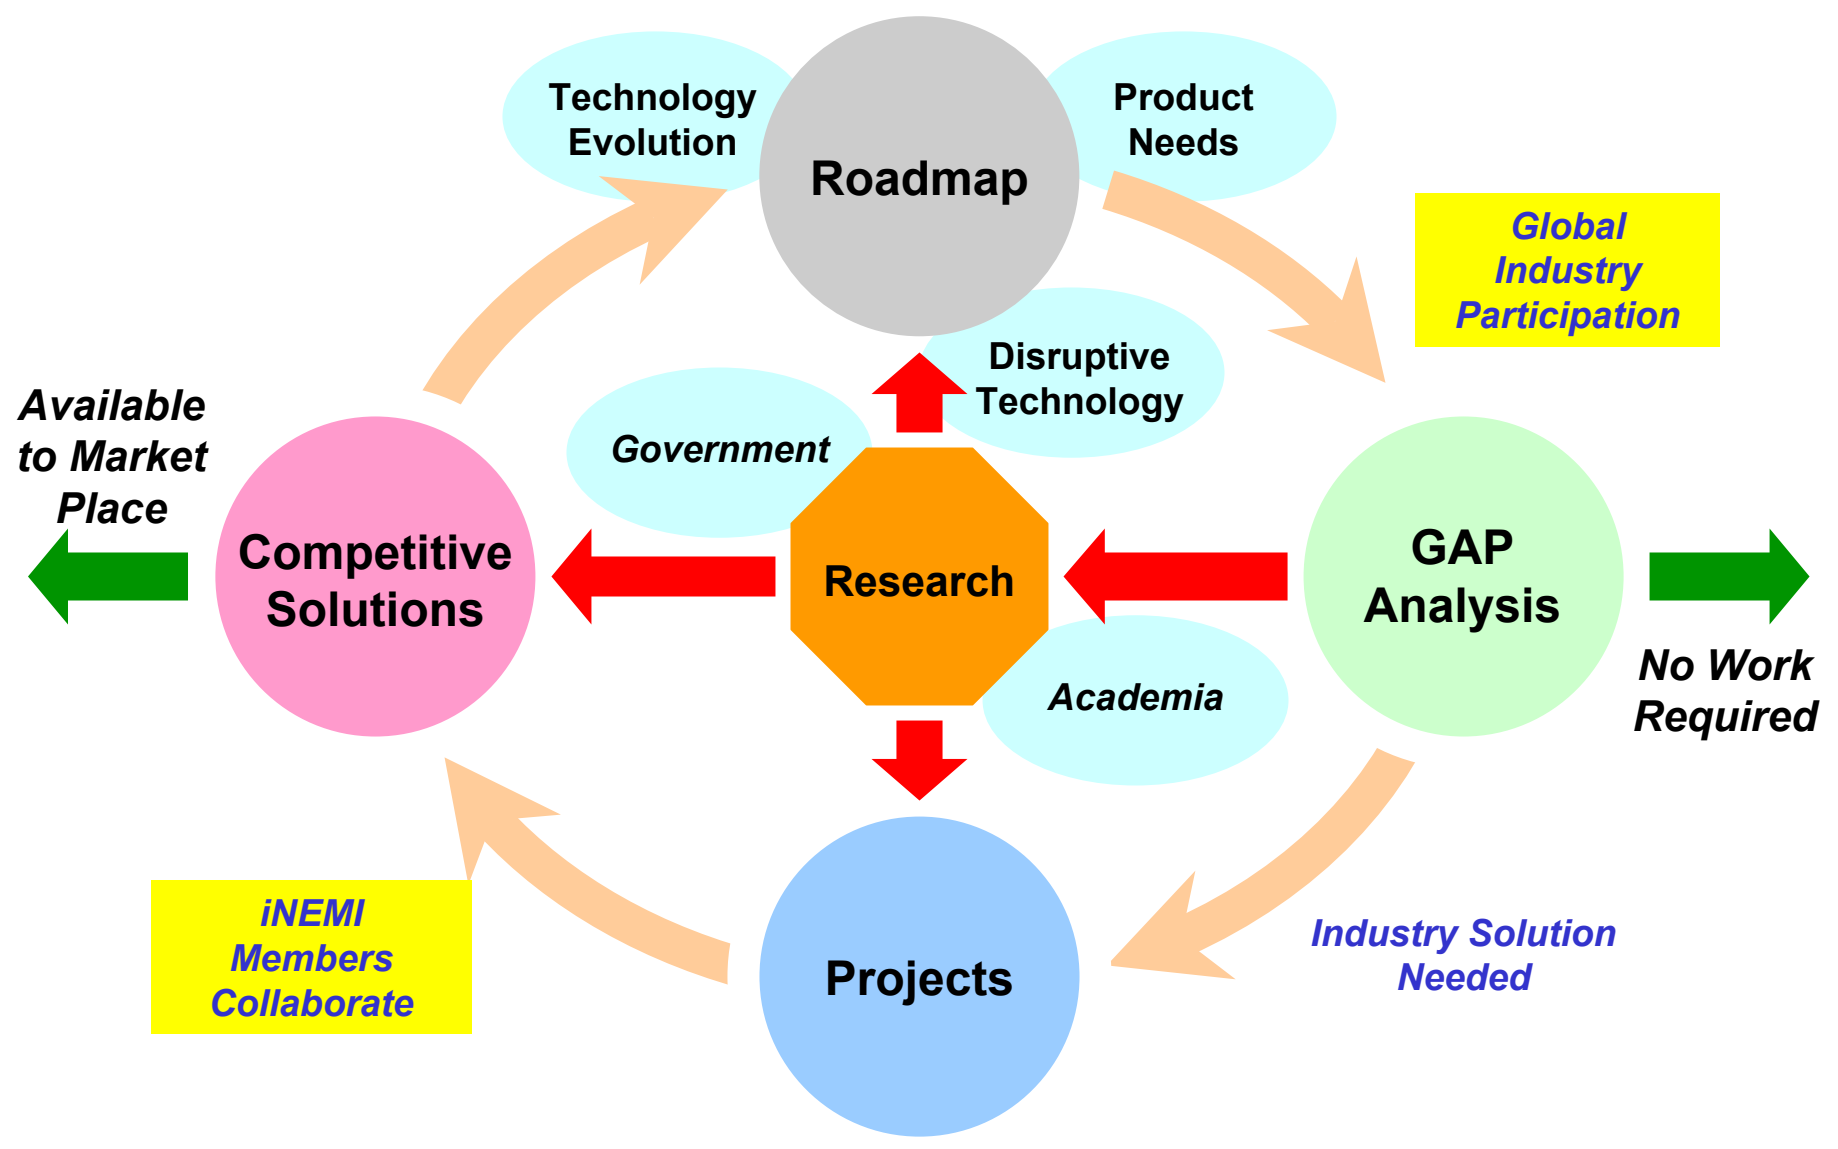 Technology
Evolution
Roadmap
Product
Needs
Global
Industry
Participation
Disruptive
Technology
Government
Available
to Market
Place
Competitive
Solutions
Research
GAP
Analysis
No Work
Required
Academia
iNEMI
Members
Collaborate
Projects
Industry Solution
Needed